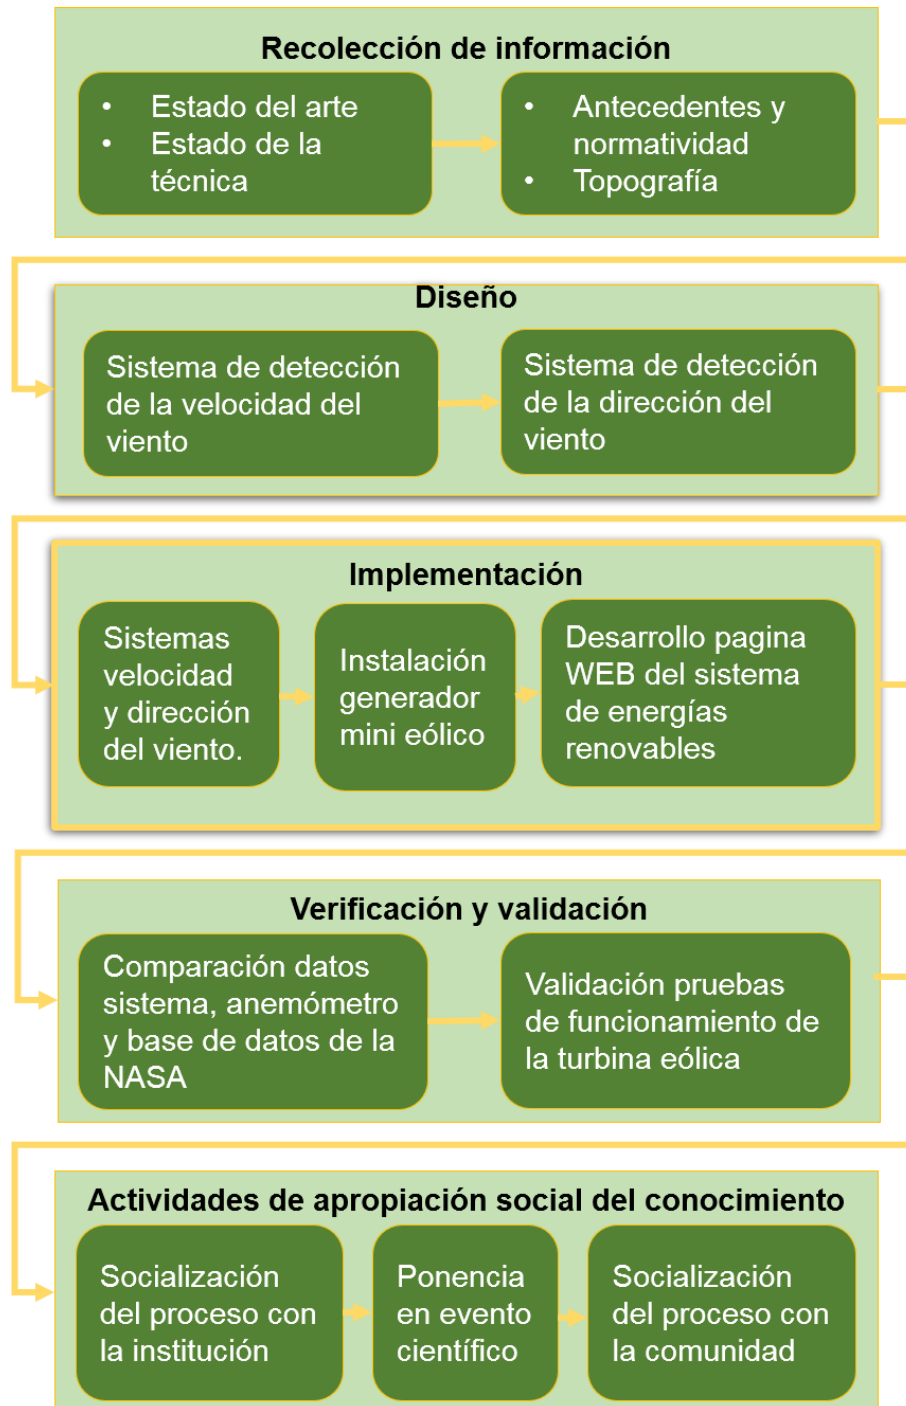 Recolección de información
• Estado del arte
• Estado de la
técnica
• Antecedentes y
normatividad
• Topografía
Diseño
Sistema de detección
de la velocidad del
viento
Sistema de detección
de la dirección del
viento
Implementación
Sistemas
velocidad
y dirección
del viento.
Instalación
generador
mini eólico
Desarrollo pagina
WEB del sistema
de energías
renovables
Verificación y validación
Comparación datos
sistema, anemómetro
y base de datos de la
NASA
Validación pruebas
de funcionamiento de
la turbina eólica
Actividades de apropiación social del conocimiento
Socialización
del proceso con
la institución
Ponencia
en evento
científico
Socialización
del proceso con
la comunidad